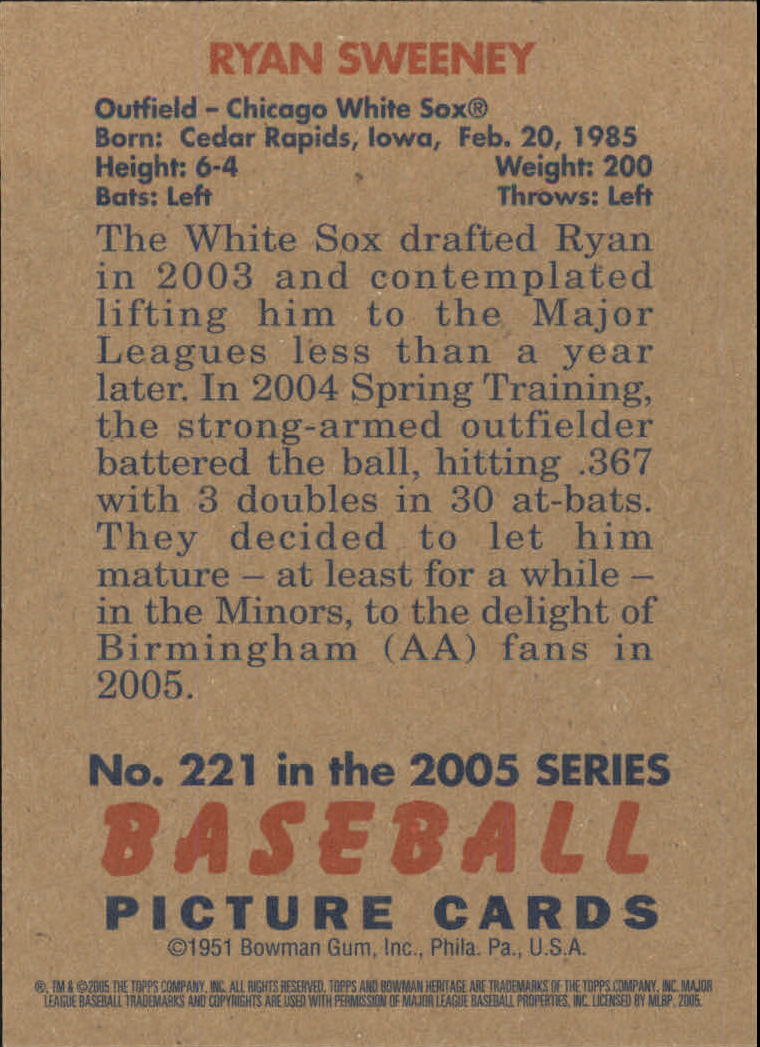 RYAN SWEENEY
Outfield – Chicago White Sox®
Born: Cedar Rapids, Iowa, Feb. 20, 1985
Height: 6-4 Weight: 200
Bats: Left Throws: Left
The White Sox drafted Ryan
in 2003 and contemplated
lifting him to the Major
Leagues less than a year
later. In 2004 Spring Training,
the strong-armed outfielder
battered the ball, hitting .367
with 3 doubles in 30 at-bats.
They decided to let him
mature – at least for a while –
in the Minors, to the delight of
Birmingham (AA) fans in
2005.
No. 221 in the 2005 SERIES
BASEBALL
PICTURE CARDS
©1951 Bowman Gum, Inc., Phila. Pa., U.S.A.
®, TM & ©2005 THE TOPPS COMPANY, INC. ALL RIGHTS RESERVED. TOPPS AND BOWMAN HERITAGE ARE TRADEMARKS OF THE TOPPS COMPANY, INC. MAJOR
LEAGUE BASEBALL TRADEMARKS AND COPYRIGHTS ARE USED WITH PERMISSION OF MAJOR LEAGUE BASEBALL PROPERTIES, INC. LICENSED BY MLBP, 2005.